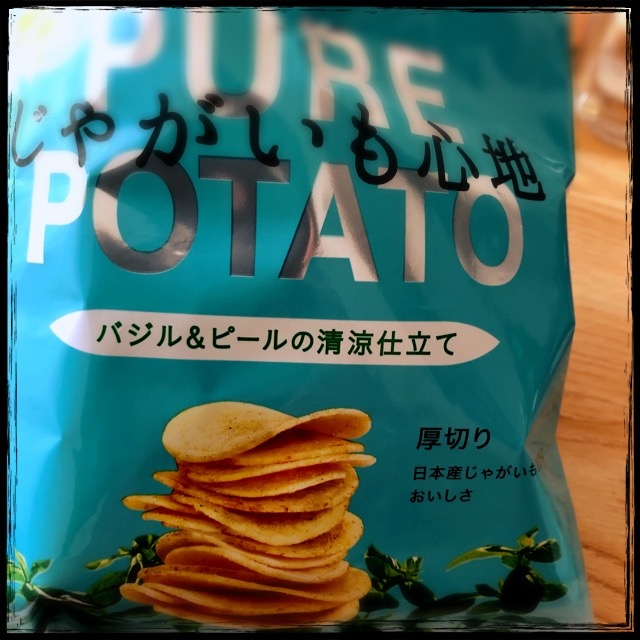 PURE
じゃがいも心地
POTATO
バジル&ピールの清涼仕立て
厚切り
日本産じゃがいも
おいしさ